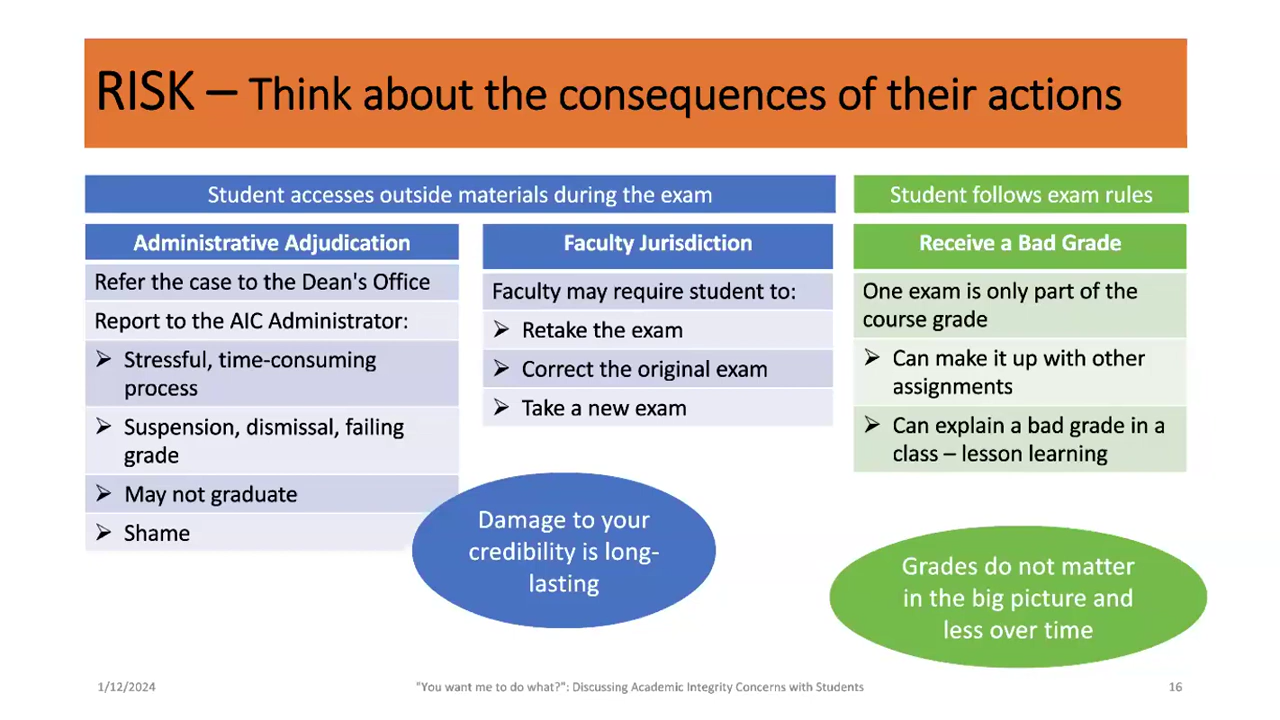 RISK – Think about the consequences of their actions
Student accesses outside materials during the exam
Administrative Adjudication
Refer the case to the Dean's Office
Report to the AIC Administrator:
➢ Stressful, time-consuming
process
➢ Suspension, dismissal, failing
grade
➢ May not graduate
➢ Shame
Faculty Jurisdiction
Faculty may require student to:
➢ Retake the exam
➢ Correct the original exam
➢ Take a new exam
Damage to your
credibility is long-
lasting
Student follows exam rules
Receive a Bad Grade
One exam is only part of the
course grade
➢ Can make it up with other
assignments
➢ Can explain a bad grade in a
class – lesson learning
Grades do not matter
in the big picture and
less over time
1/12/2024
"You want me to do what?": Discussing Academic Integrity Concerns with Students
16